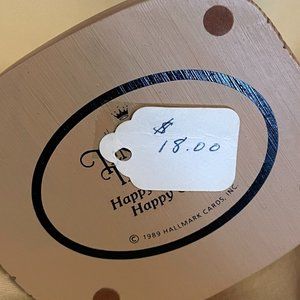 $
18.00
Happy
Happy
© 1989 HALLMARK CARDS, INC.